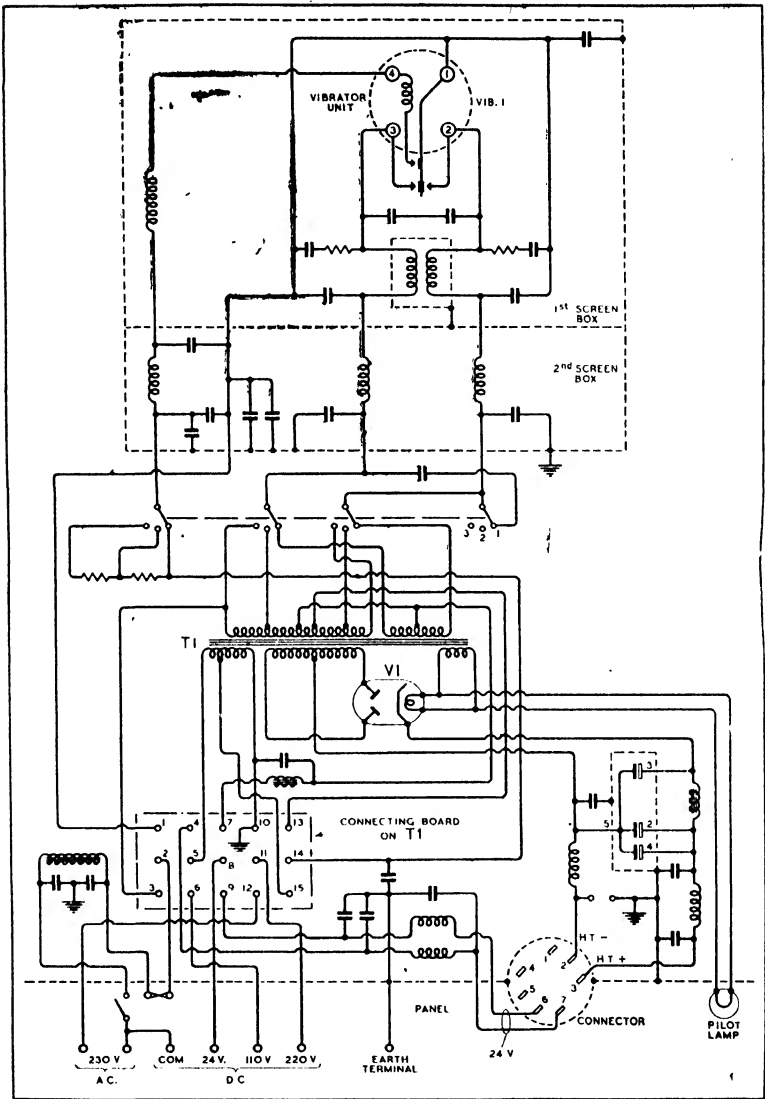 4
1
VIBRATOR
UNIT
VIB. 1
3
2
1st SCREEN
BOX
2nd SCREEN
BOX
3 2 1
T1
V1
3
CONNECTING BOARD
ON T1
1 4 7 10 13
5 2
2 5 8 11 14
4
3 6 9 12 15
HT -
HT +
1 2
4 3
5
6 7
PANEL
CONNECTOR
24 V
PILOT
LAMP
230 V COM 24 V. 110 V 220 V EARTH
TERMINAL
A C. D C